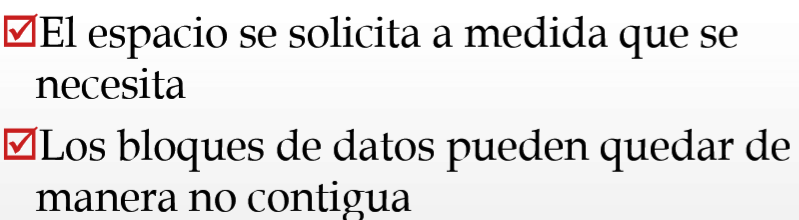 El espacio se solicita a medida que se
necesita
Los bloques de datos pueden quedar de
manera no contigua